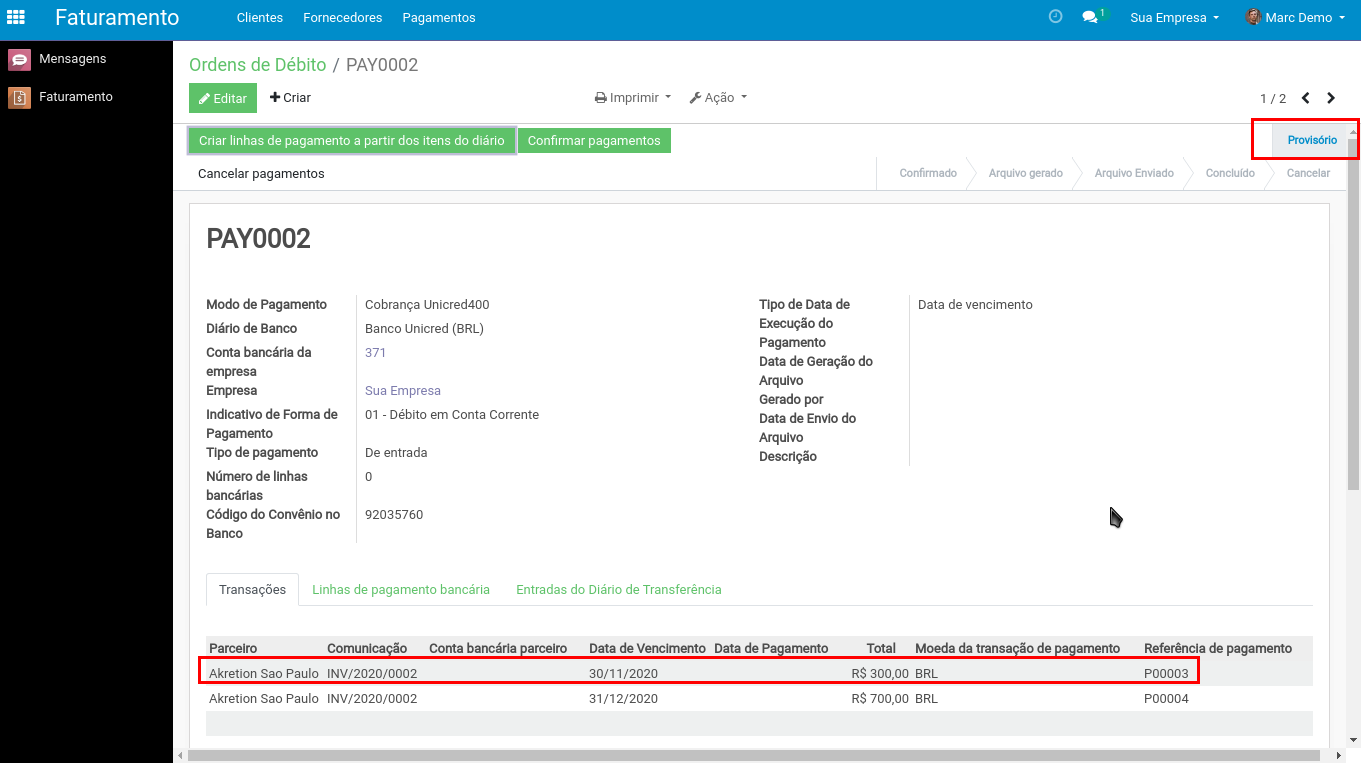 Faturamento Clientes Fornecedores Pagamentos 1 Sua Empresa Marc Demo
Mensagens
Faturamento
Ordens de Débito / PAY0002
Editar Criar Imprimir Ação 1 / 2
Criar linhas de pagamento a partir dos itens do diário Confirmar pagamentos Provisório
Cancelar pagamentos Confirmado Arquivo gerado Arquivo Enviado Concluído Cancelar
PAY0002
Modo de Pagamento Cobrança Unicred400
Diário de Banco Banco Unicred (BRL)
Conta bancária da 371
empresa
Empresa Sua Empresa
Indicativo de Forma de 01 - Débito em Conta Corrente
Pagamento
Tipo de pagamento De entrada
Número de linhas 0
bancárias
Código do Convênio no 92035760
Banco
Tipo de Data de Data de vencimento
Execução do
Pagamento
Data de Geração do
Arquivo
Gerado por
Data de Envio do
Arquivo
Descrição
Transações Linhas de pagamento bancária Entradas do Diário de Transferência
Parceiro Comunicação Conta bancária parceiro Data de Vencimento Data de Pagamento Total Moeda da transação de pagamento Referência de pagamento
Akretion Sao Paulo INV/2020/0002 30/11/2020 R$ 300,00 BRL P00003
Akretion Sao Paulo INV/2020/0002 31/12/2020 R$ 700,00 BRL P00004